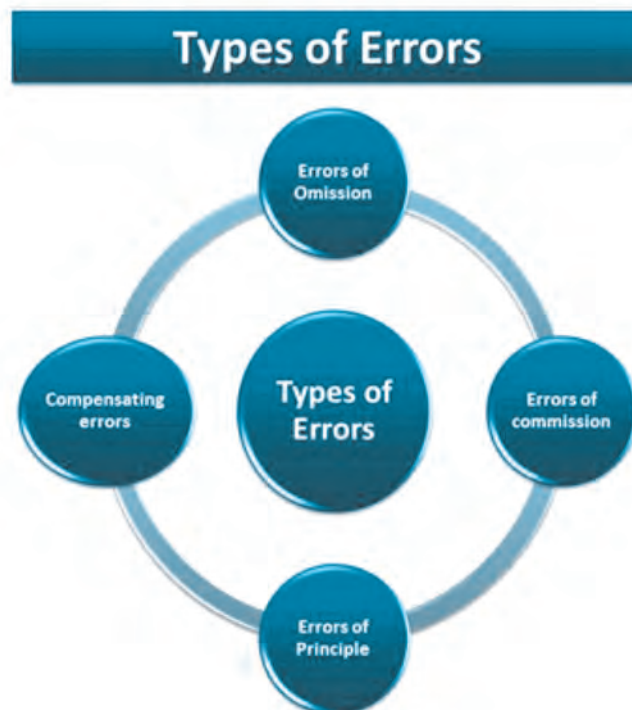 Types of Errors
Errors of
Omission
Compensating
errors
Types of
Errors
Errors of
commission
Errors of
Principle